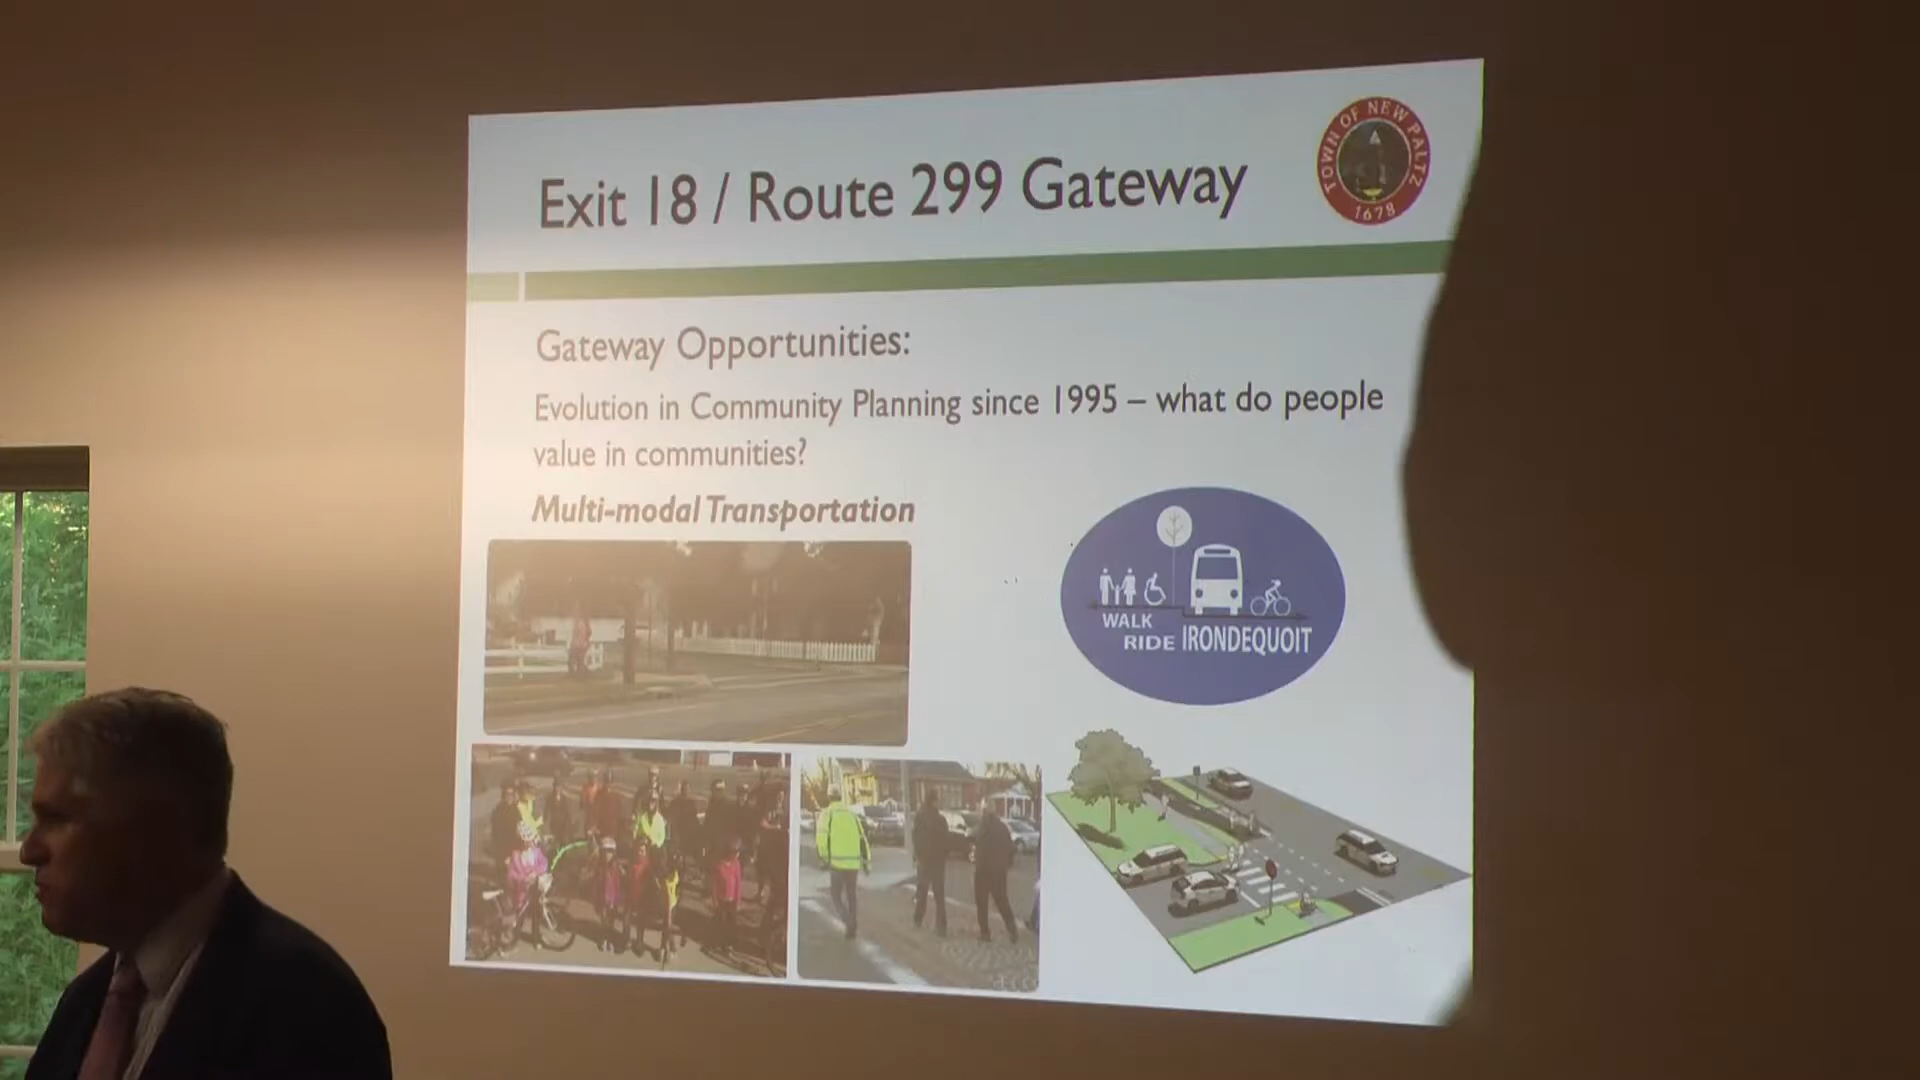 Exit 18 / Route 299 Gateway
TOWN OF NEW PALTZ
1678
Gateway Opportunities:
Evolution in Community Planning since 1995 – what do people
value in communities?
Multi-modal Transportation
WALK
RIDE IRONDEQUOIT